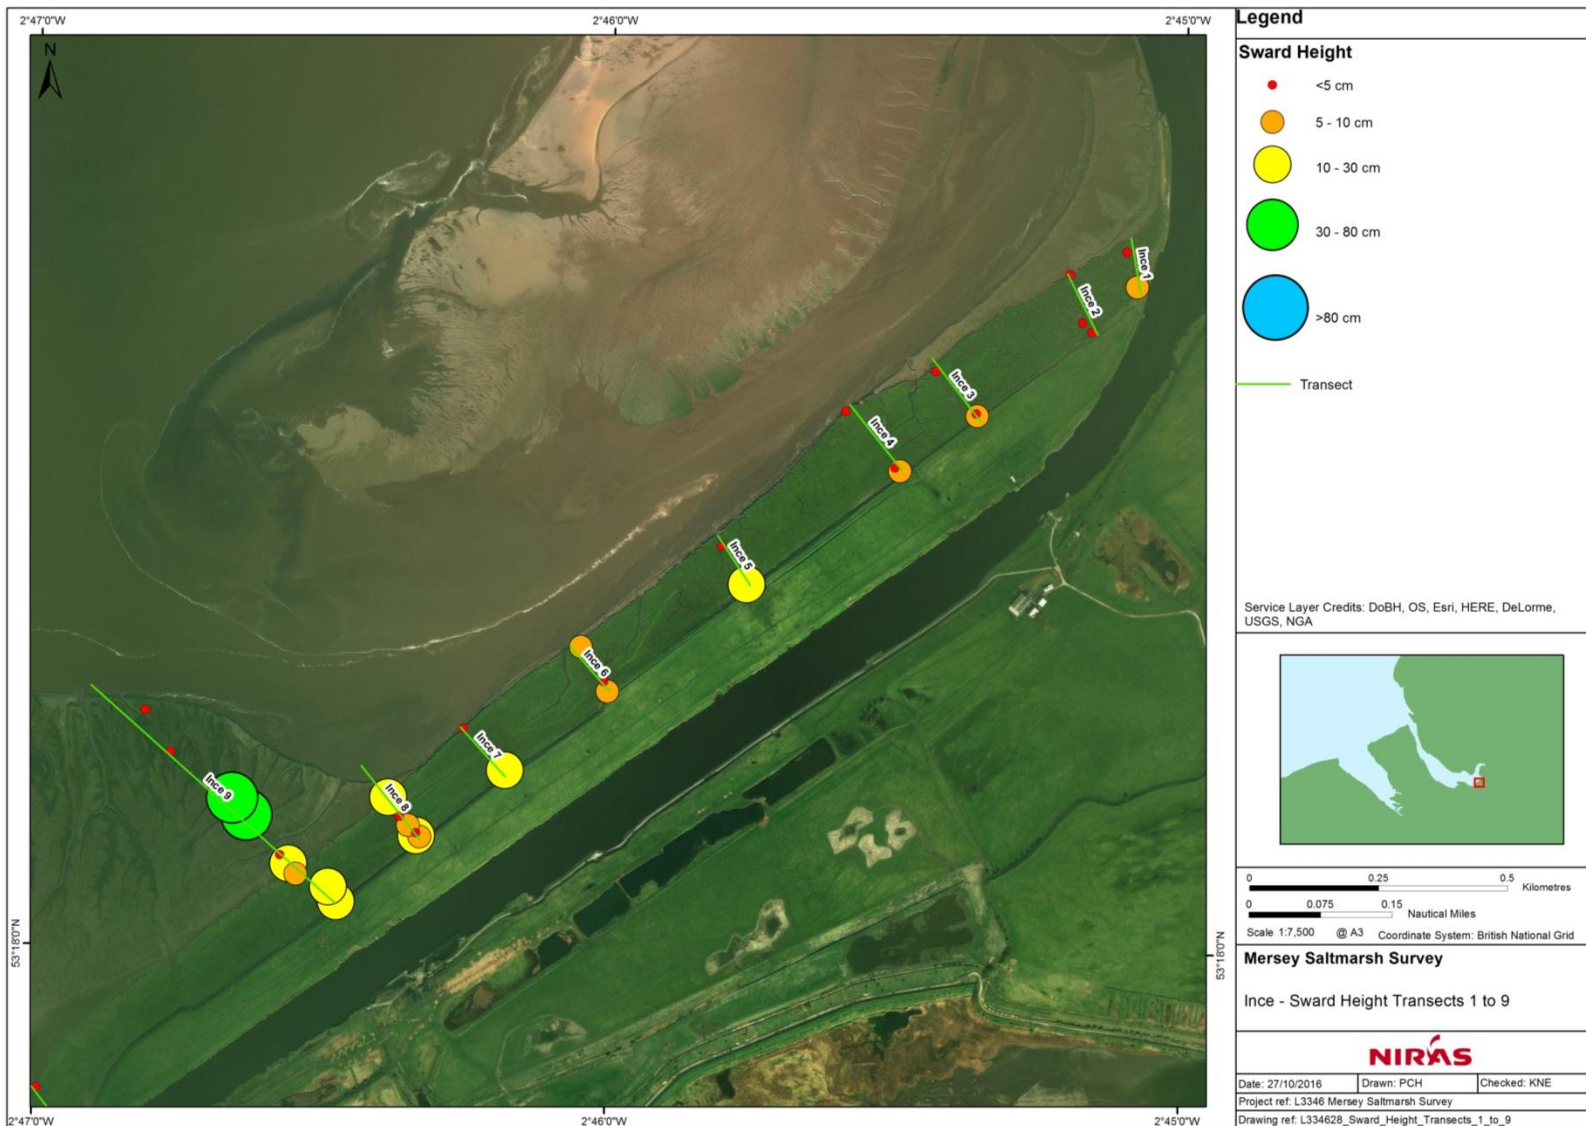 2°47'0"W
2°46'0"W
2°45'0"W
N
Ince 1
Ince 2
Ince 3
Ince 4
Ince 5
Ince 6
Ince 7
Ince 8
Ince 9
53°18'0"N
53°18'0"N
2°47'0"W
2°46'0"W
2°45'0"W
Legend
Sward Height
<5 cm
5 - 10 cm
10 - 30 cm
30 - 80 cm
>80 cm
Transect
Service Layer Credits: DoBH, OS, Esri, HERE, DeLorme,
USGS, NGA
0 0.25 0.5
Kilometres
0 0.075 0.15
Nautical Miles
Scale 1:7,500 @ A3 Coordinate System: British National Grid
Mersey Saltmarsh Survey
Ince - Sward Height Transects 1 to 9
NIRAS
Date: 27/10/2016 Drawn: PCH Checked: KNE
Project ref: L3346 Mersey Saltmarsh Survey
Drawing ref: L334628_Sward_Height_Transects_1_to_9